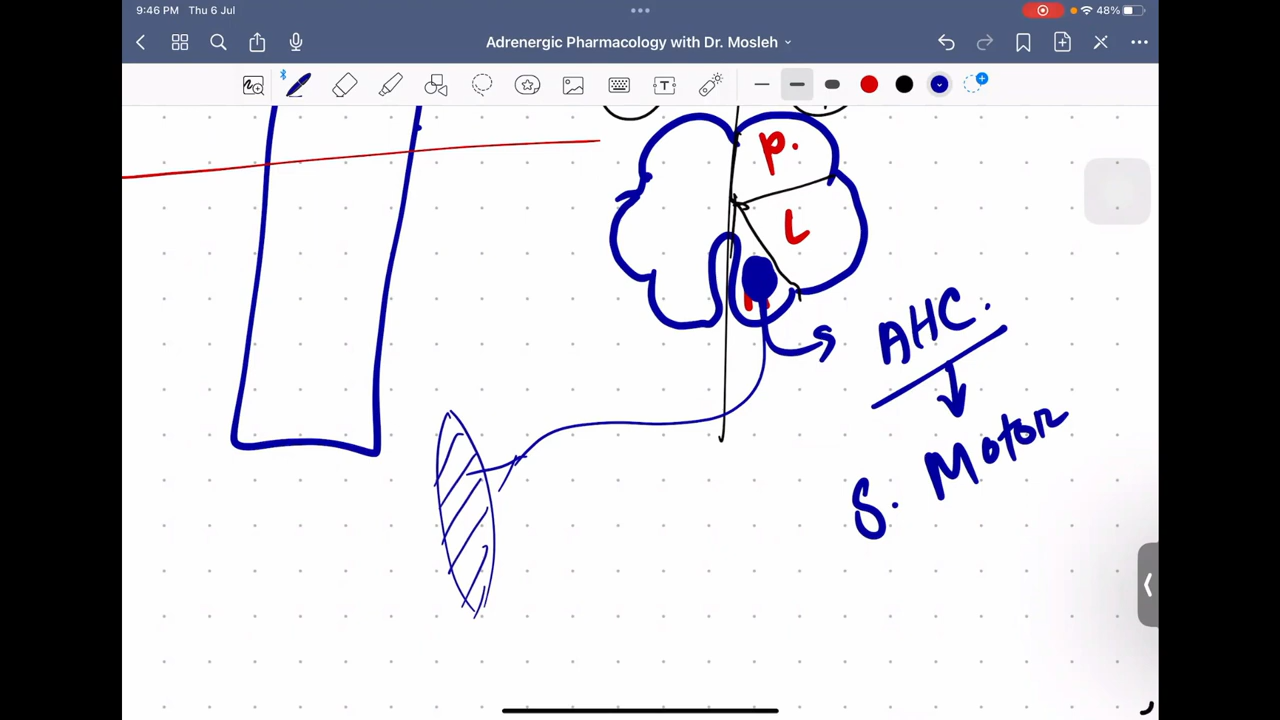 9:46 PM Thu 6 Jul
48%
Adrenergic Pharmacology with Dr. Mosleh
P.
L
AHC.
S. Motor